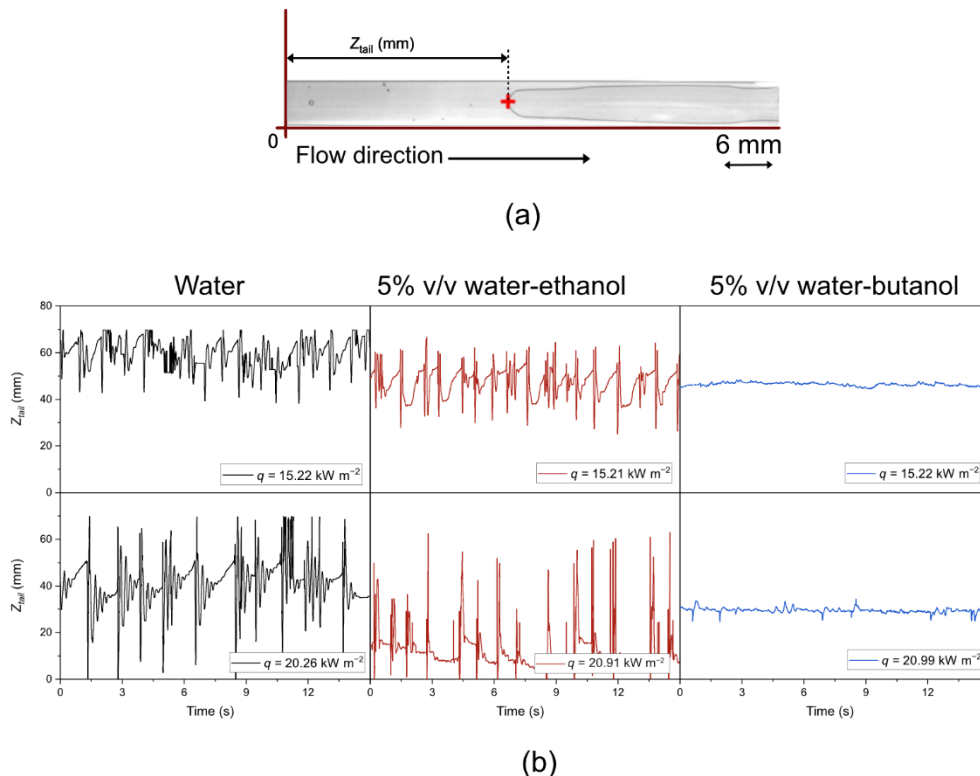 Z_tail (mm)
0
Flow direction
6 mm
(a)
Water 5% v/v water-ethanol 5% v/v water-butanol
80
60
40
20
0
Z_tail (mm)
q = 15.22 kW m⁻²
q = 15.21 kW m⁻²
q = 15.22 kW m⁻²
80
60
40
20
0
Z_tail (mm)
q = 20.26 kW m⁻²
q = 20.91 kW m⁻²
q = 20.99 kW m⁻²
0 3 6 9 12 0 3 6 9 12 0 3 6 9 12
Time (s) Time (s) Time (s)
(b)